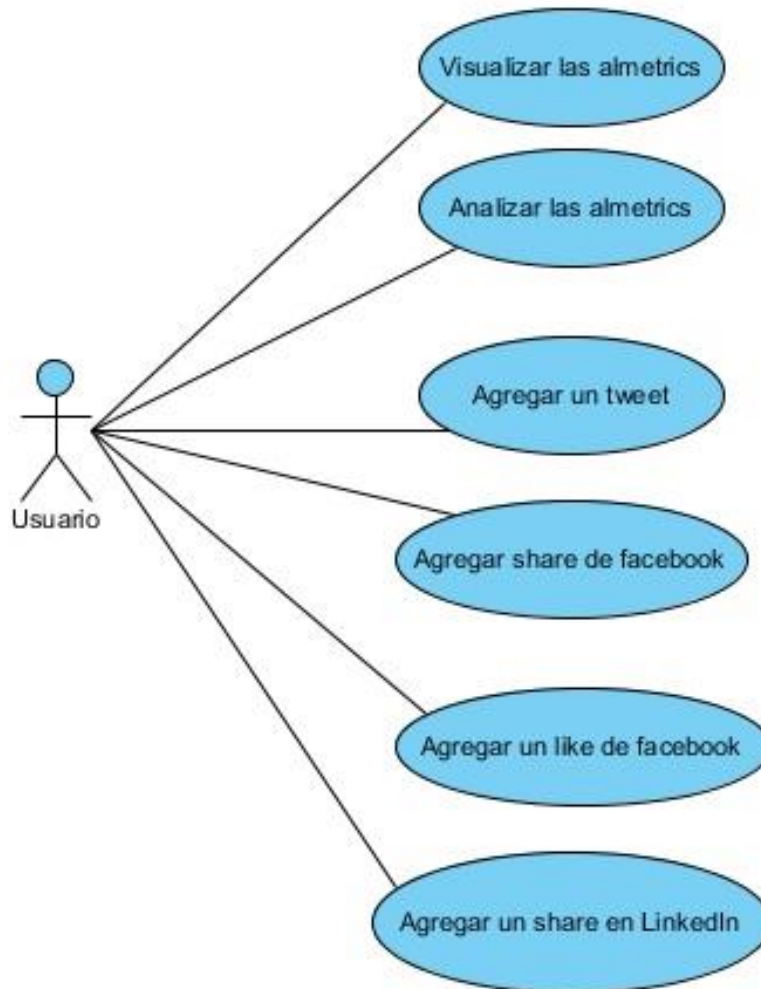 Visualizar las almetrics
Analizar las almetrics
Agregar un tweet
Usuario
Agregar share de facebook
Agregar un like de facebook
Agregar un share en LinkedIn